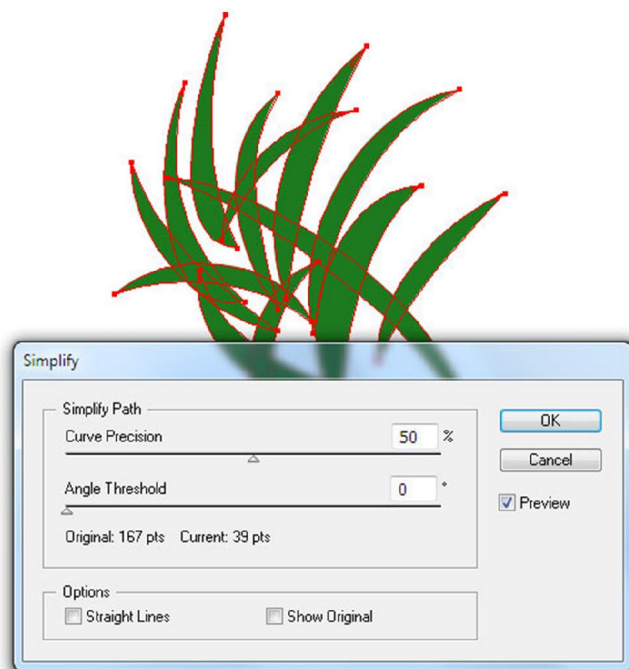 Simplify
Simplify Path
Curve Precision 50 %
Angle Threshold 0 °
Original: 167 pts Current: 39 pts
OK
Cancel
Preview
Options
Straight Lines Show Original